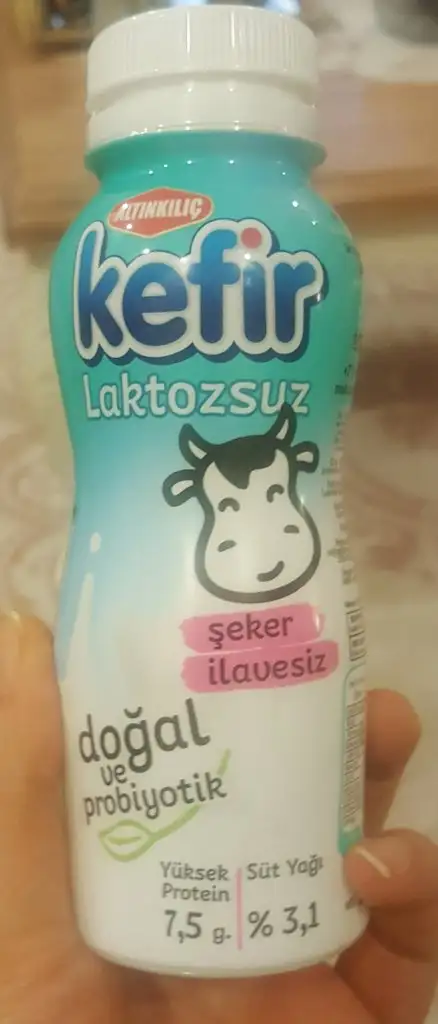 ALTINKILIÇ
kefir
Laktozsuz
şeker
ilavesiz
doğal
ve
probiyotik
Yüksek
Protein
7,5 g.
Süt Yağı
% 3,1